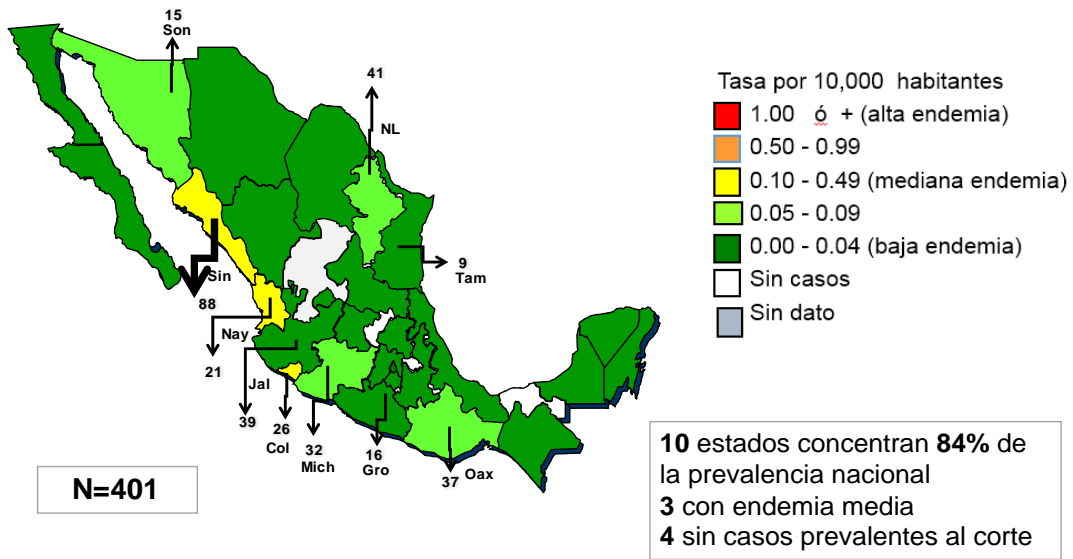 15
Son
41
NL
Tasa por 10,000 habitantes
1.00 ó + (alta endemia)
0.50 - 0.99
0.10 - 0.49 (mediana endemia)
0.05 - 0.09
0.00 - 0.04 (baja endemia)
Sin casos
Sin dato
9
Tam
Sin
88
Nay
21
Jal
39
26
Col
32
Mich
16
Gro
37
Oax
N=401
10 estados concentran 84% de
la prevalencia nacional
3 con endemia media
4 sin casos prevalentes al corte